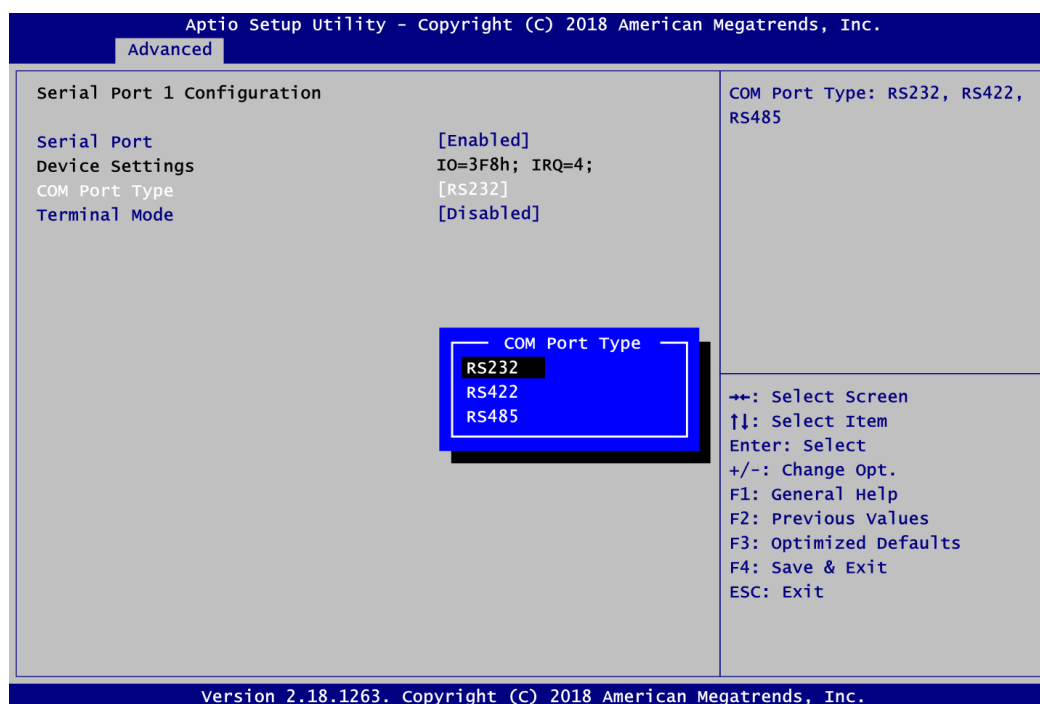 Aptio Setup Utility - Copyright (C) 2018 American Megatrends, Inc.
Advanced
Serial Port 1 Configuration
Serial Port [Enabled]
Device Settings IO=3F8h; IRQ=4;
COM Port Type [RS232]
Terminal Mode [Disabled]
COM Port Type
RS232
RS422
RS485
COM Port Type: RS232, RS422,
RS485
→←: Select Screen
↑↓: Select Item
Enter: Select
+/-: Change Opt.
F1: General Help
F2: Previous Values
F3: Optimized Defaults
F4: Save & Exit
ESC: Exit
Version 2.18.1263. Copyright (C) 2018 American Megatrends, Inc.